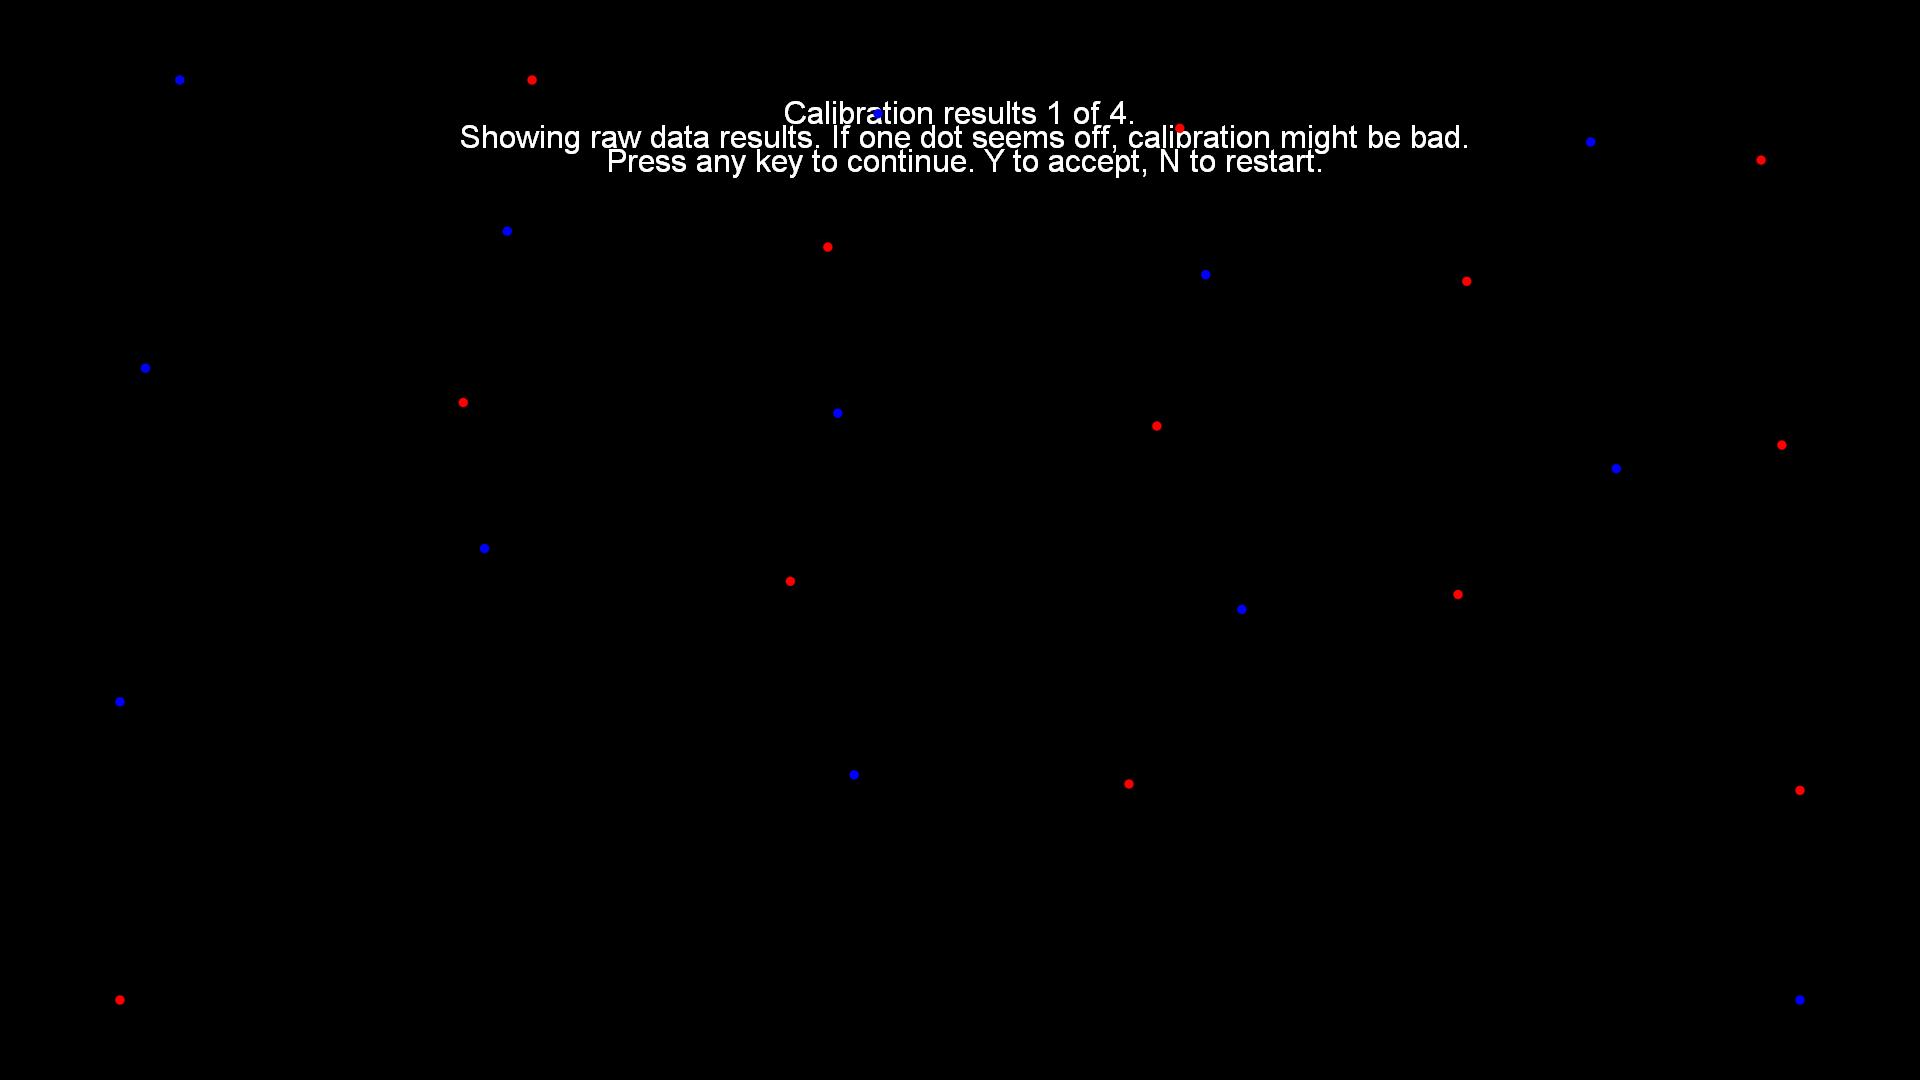 Calibration results 1 of 4.
Showing raw data results. If one dot seems off, calibration might be bad.
Press any key to continue. Y to accept, N to restart.